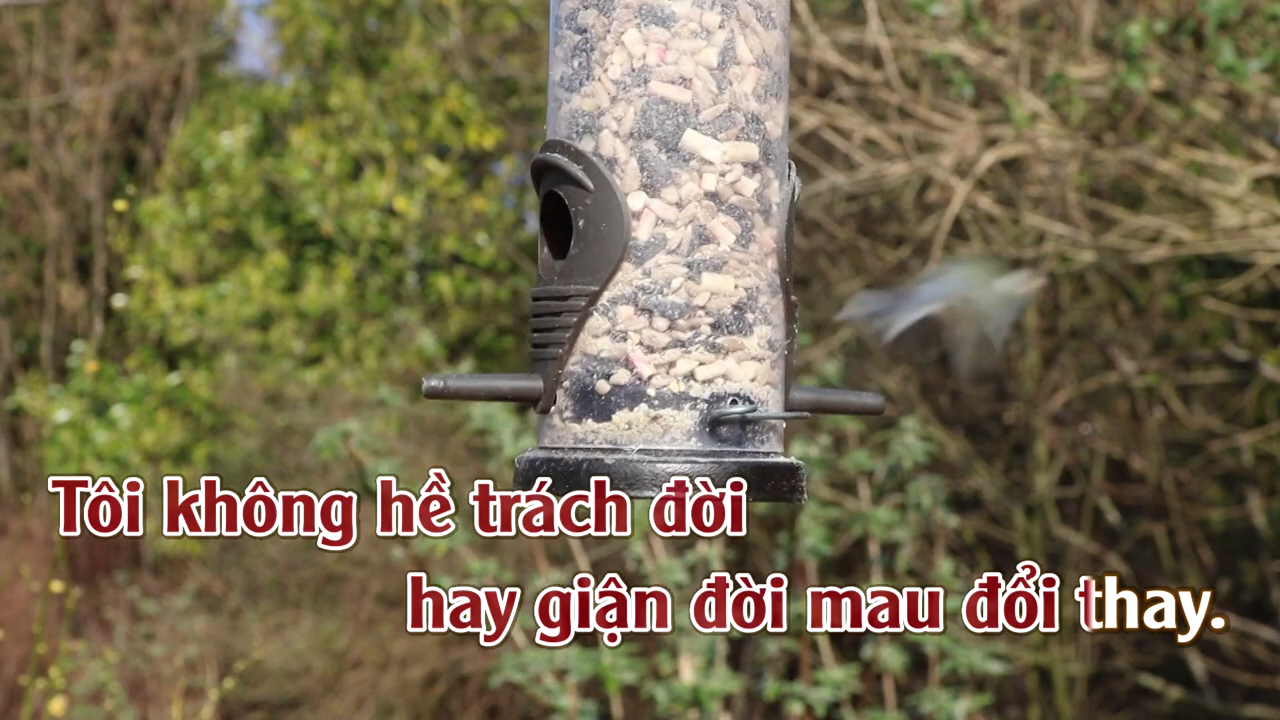 Tôi không hề trách đời
hay giận đời mau đổi thay.